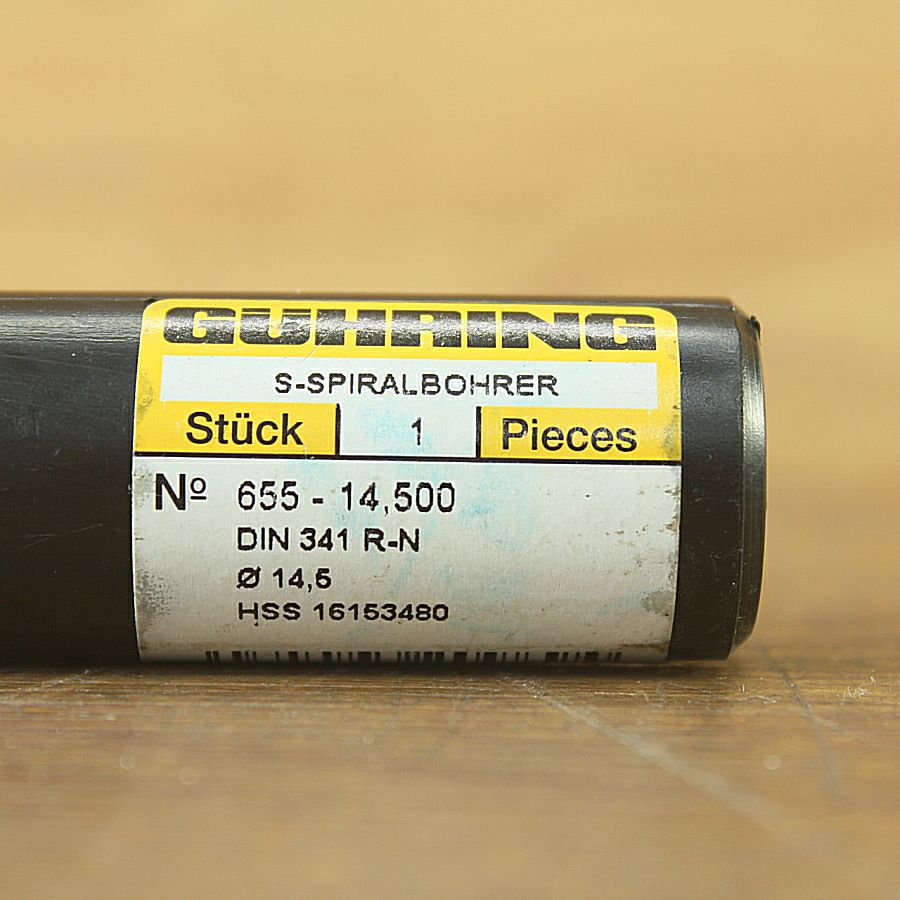 GÜHRING
S-SPIRALBOHRER
Stück 1 Pieces
Nº 655 - 14,500
DIN 341 R-N
Ø 14,5
HSS 16153480